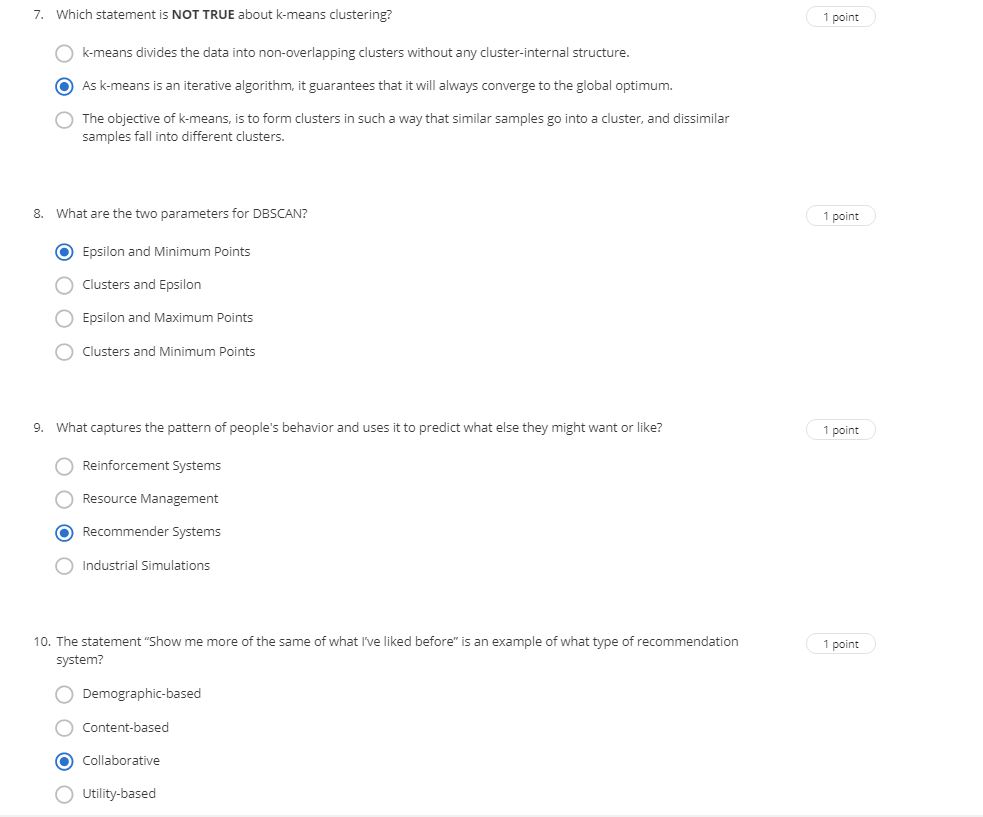 7. Which statement is NOT TRUE about k-means clustering?
1 point
k-means divides the data into non-overlapping clusters without any cluster-internal structure.
As k-means is an iterative algorithm, it guarantees that it will always converge to the global optimum.
The objective of k-means, is to form clusters in such a way that similar samples go into a cluster, and dissimilar
samples fall into different clusters.
8. What are the two parameters for DBSCAN?
1 point
Epsilon and Minimum Points
Clusters and Epsilon
Epsilon and Maximum Points
Clusters and Minimum Points
9. What captures the pattern of people's behavior and uses it to predict what else they might want or like?
1 point
Reinforcement Systems
Resource Management
Recommender Systems
Industrial Simulations
10. The statement “Show me more of the same of what I’ve liked before” is an example of what type of recommendation
system?
1 point
Demographic-based
Content-based
Collaborative
Utility-based